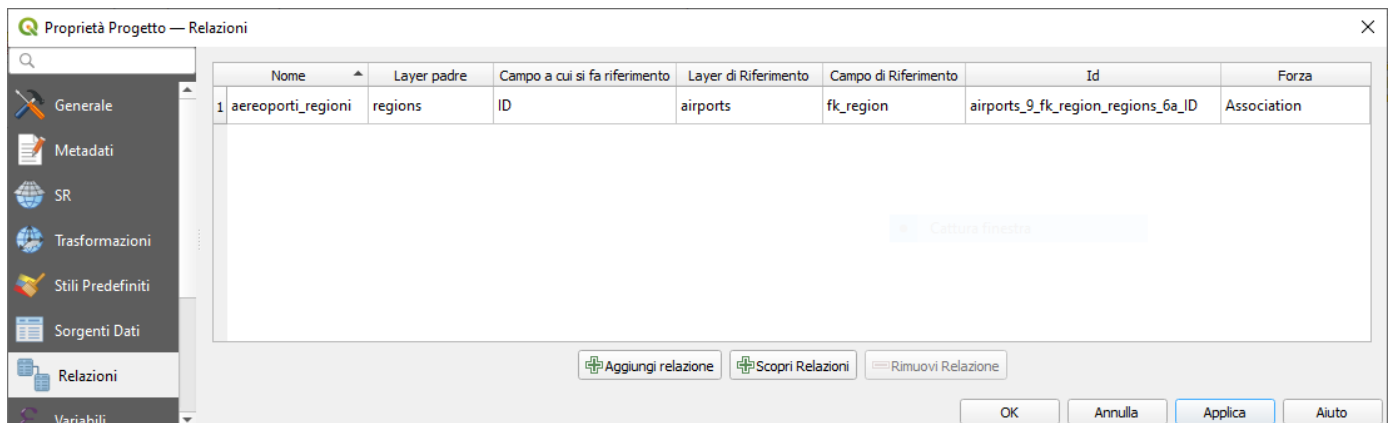 Proprietà Progetto — Relazioni
Nome Layer padre Campo a cui si fa riferimento Layer di Riferimento Campo di Riferimento Id Forza
1 aereoporti_regioni regions ID airports fk_region airports_9_fk_region_regions_6a_ID Association
Generale
Metadati
SR
Trasformazioni
Stili Predefiniti
Sorgenti Dati
Relazioni
Variabili
Cattura finestra
Aggiungi relazione Scopri Relazioni Rimuovi Relazione
OK Annulla Applica Aiuto